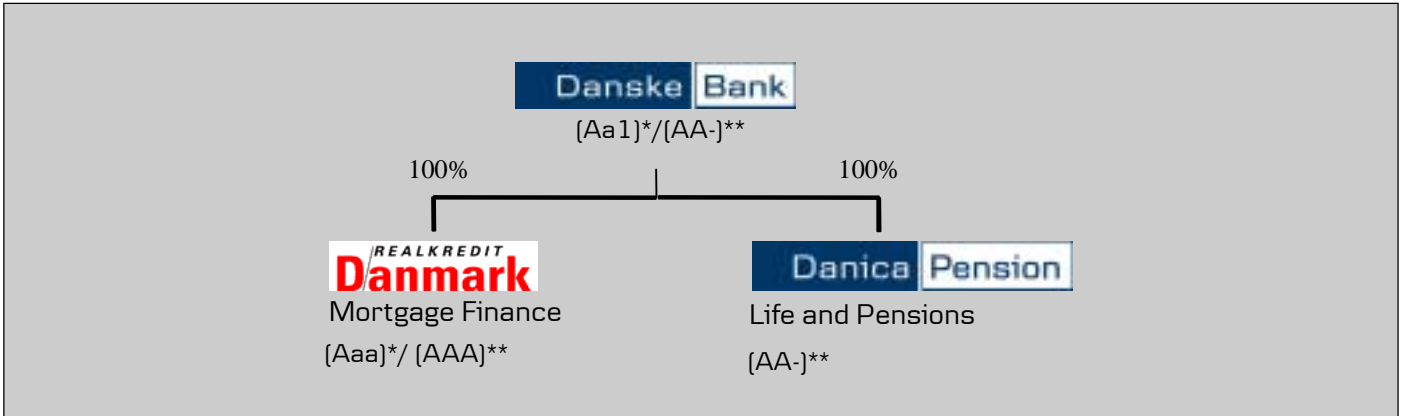 Danske Bank
(Aa1)*/(AA-)**
100% 100%
REALKREDIT
Danmark
Danica Pension
Mortgage Finance
Life and Pensions
(Aaa)*/ (AAA)**
(AA-)**